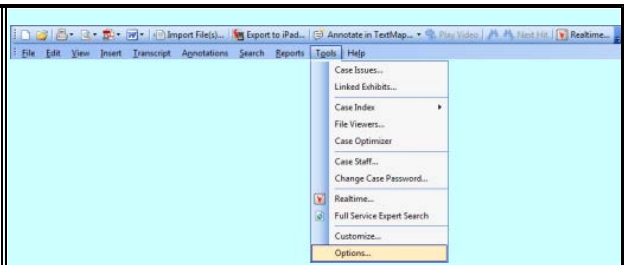 Import File(s)... Export to iPad... Annotate in TextMap... Play Video Next Hit Realtime...
File Edit View Insert Transcript Annotations Search Reports Tools Help
Case Issues...
Linked Exhibits...
Case Index
File Viewers...
Case Optimizer
Case Staff...
Change Case Password...
Realtime...
Full Service Expert Search
Customize...
Options...